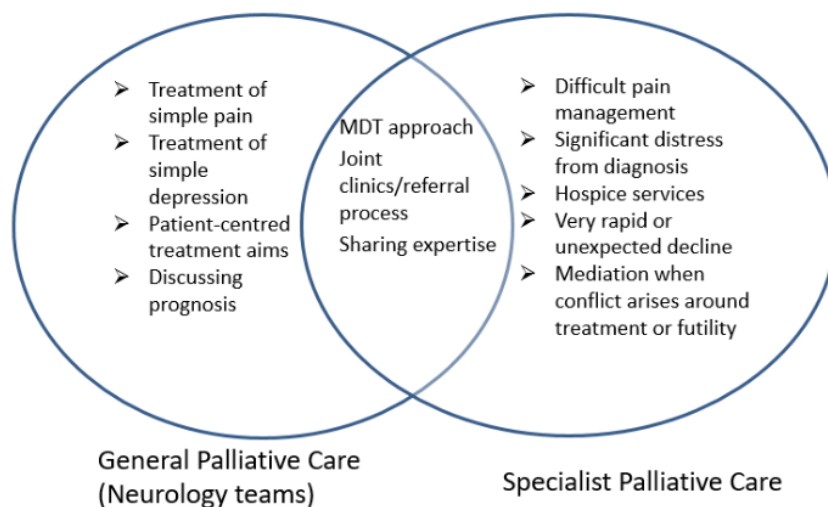 ➢ Treatment of
simple pain
➢ Treatment of
simple
depression
➢ Patient-centred
treatment aims
➢ Discussing
prognosis
MDT approach
Joint
clinics/referral
process
Sharing expertise
➢ Difficult pain
management
➢ Significant distress
from diagnosis
➢ Hospice services
➢ Very rapid or
unexpected decline
➢ Mediation when
conflict arises around
treatment or futility
General Palliative Care
(Neurology teams)
Specialist Palliative Care